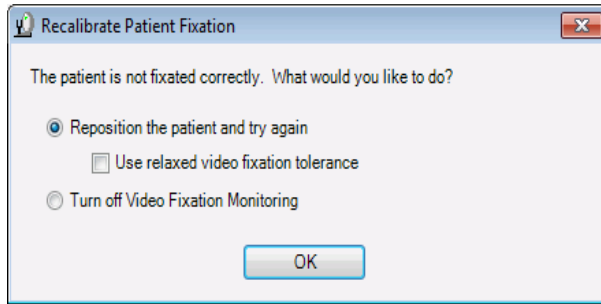 Recalibrate Patient Fixation
The patient is not fixated correctly. What would you like to do?
Reposition the patient and try again
Use relaxed video fixation tolerance
Turn off Video Fixation Monitoring
OK